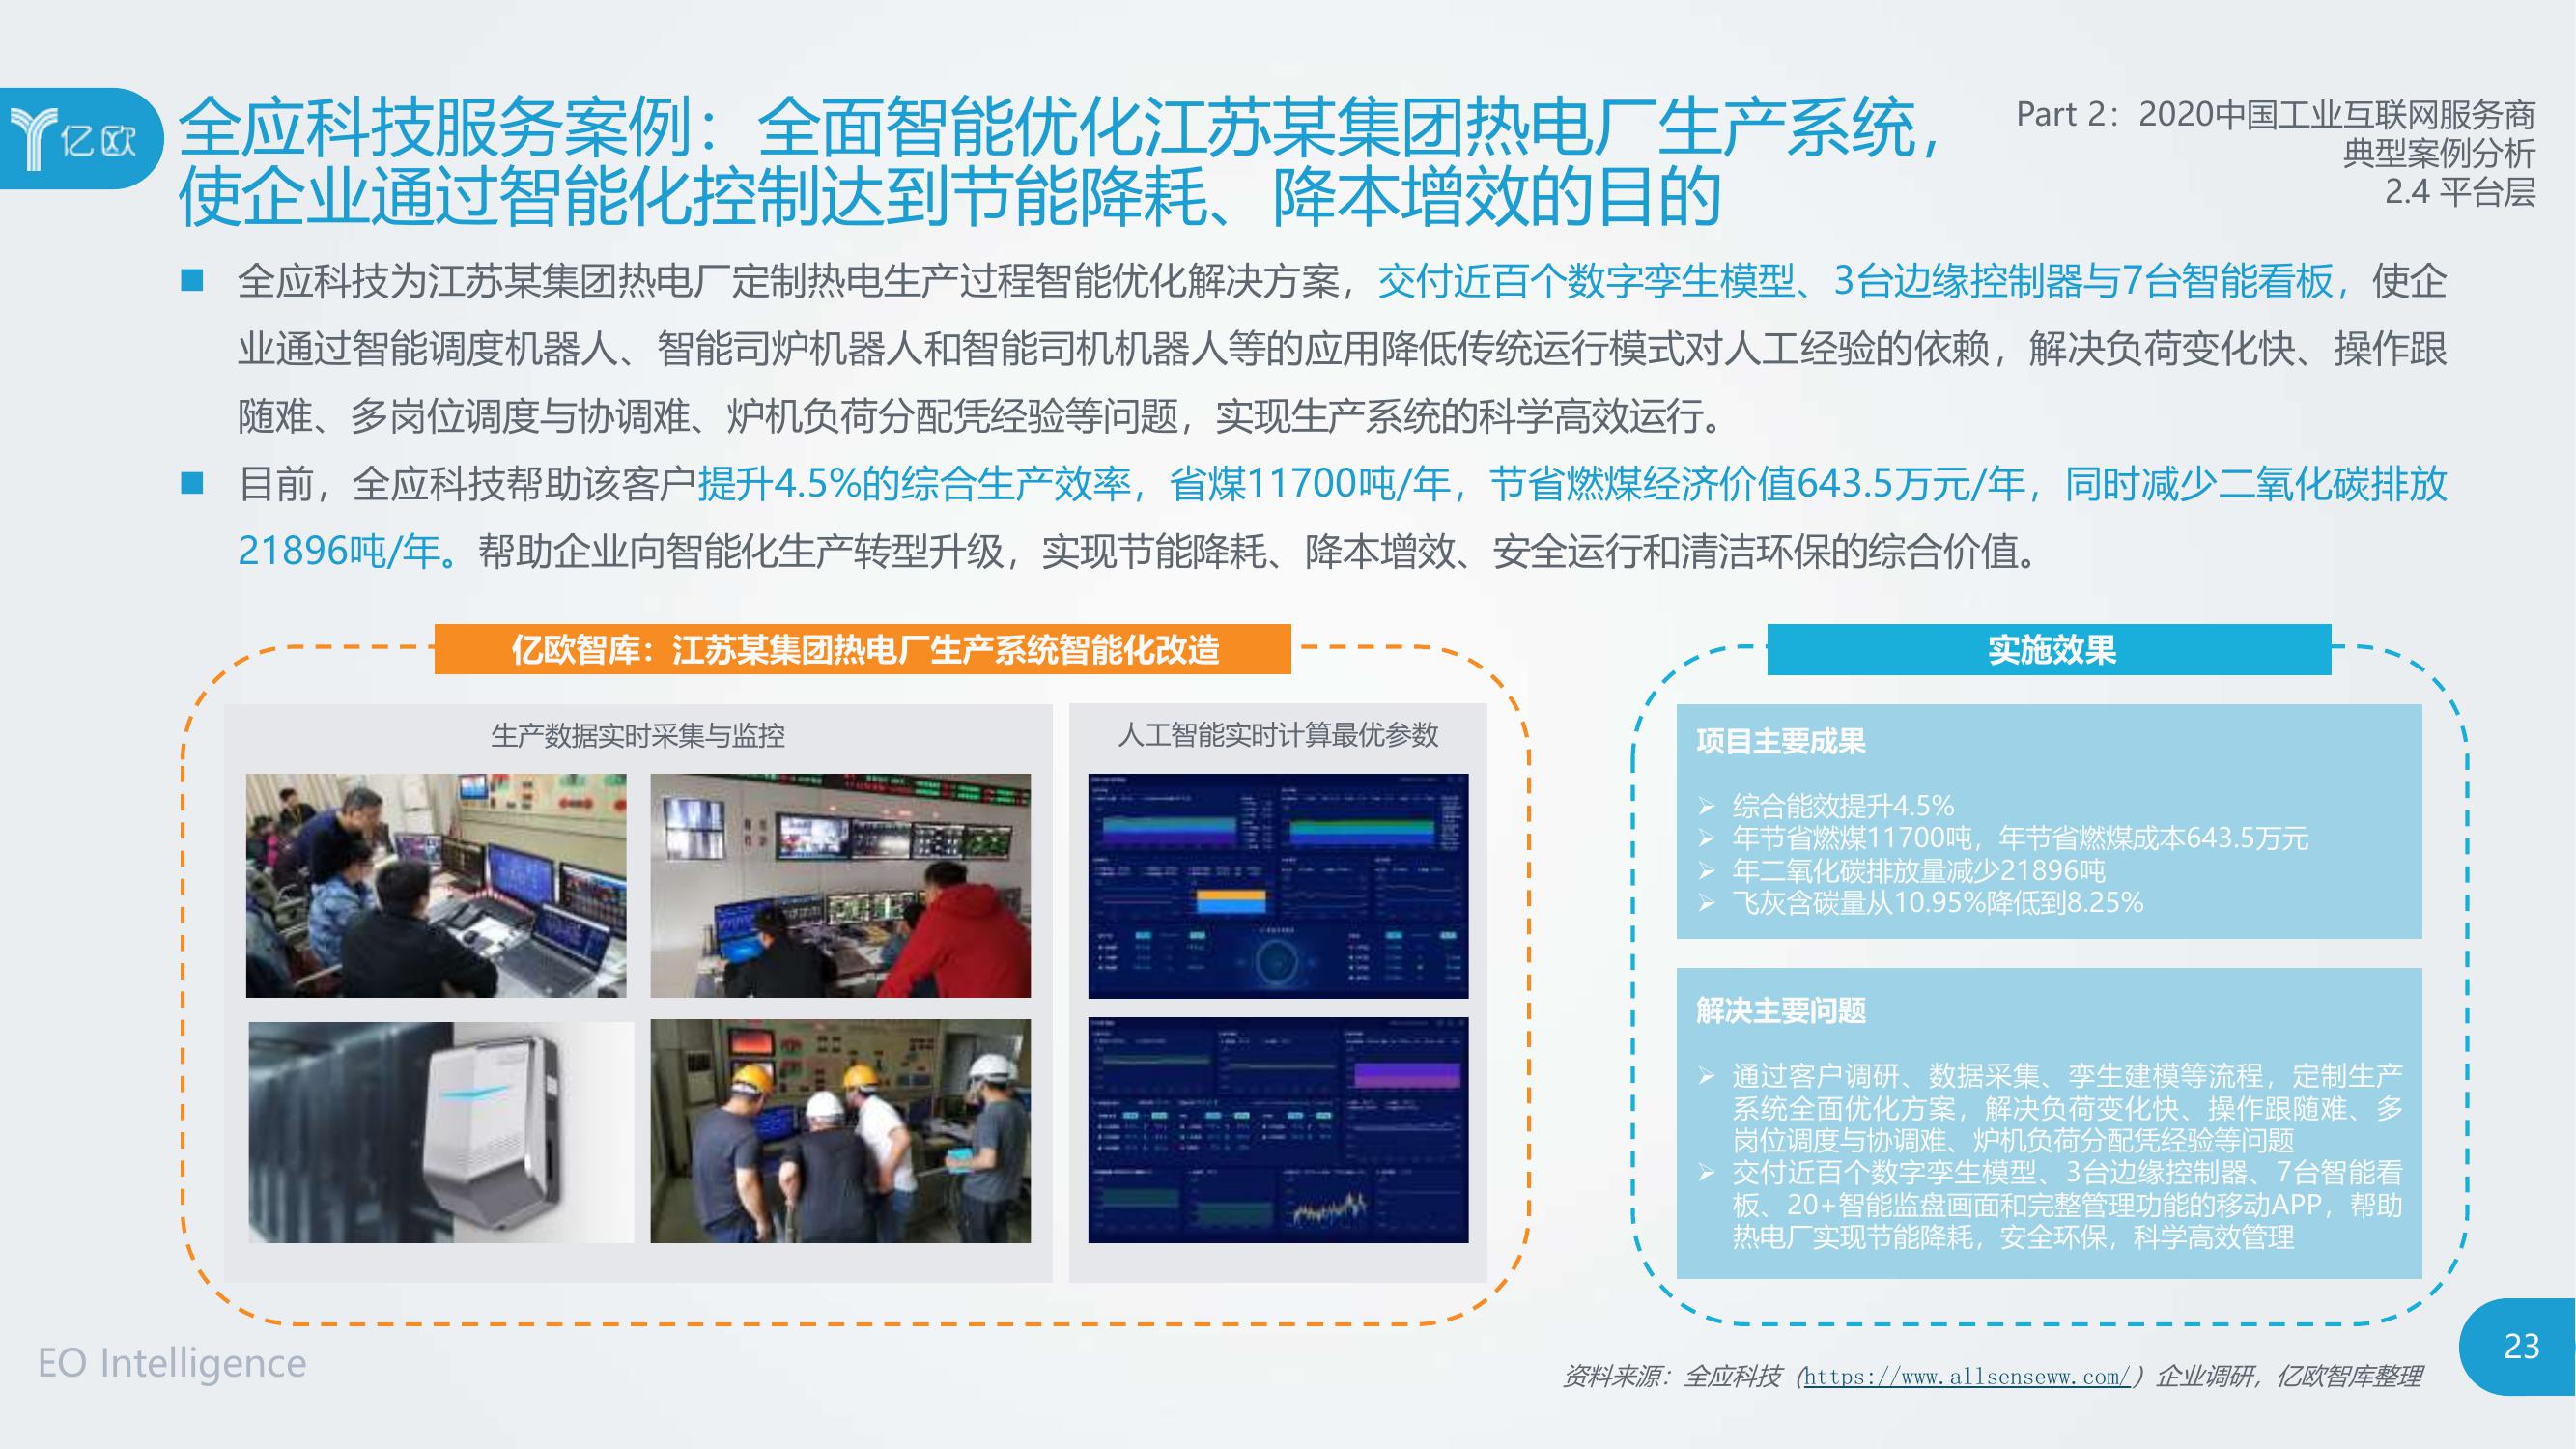 亿欧
全应科技服务案例：全面智能优化江苏某集团热电厂生产系统，
使企业通过智能化控制达到节能降耗、降本增效的目的
Part 2：2020中国工业互联网服务商
典型案例分析
2.4 平台层
全应科技为江苏某集团热电厂定制热电生产过程智能优化解决方案，交付近百个数字孪生模型、3台边缘控制器与7台智能看板，使企
业通过智能调度机器人、智能司炉机器人和智能司机机器人等的应用降低传统运行模式对人工经验的依赖，解决负荷变化快、操作跟
随难、多岗位调度与协调难、炉机负荷分配凭经验等问题，实现生产系统的科学高效运行。
目前，全应科技帮助该客户提升4.5%的综合生产效率，省煤11700吨/年，节省燃煤经济价值643.5万元/年，同时减少二氧化碳排放
21896吨/年。帮助企业向智能化生产转型升级，实现节能降耗、降本增效、安全运行和清洁环保的综合价值。
亿欧智库：江苏某集团热电厂生产系统智能化改造
生产数据实时采集与监控
人工智能实时计算最优参数
实施效果
项目主要成果
综合能效提升4.5%
年节省燃煤11700吨，年节省燃煤成本643.5万元
年二氧化碳排放量减少21896吨
飞灰含碳量从10.95%降低到8.25%
解决主要问题
通过客户调研、数据采集、孪生建模等流程，定制生产
系统全面优化方案，解决负荷变化快、操作跟随难、多
岗位调度与协调难、炉机负荷分配凭经验等问题
交付近百个数字孪生模型、3台边缘控制器、7台智能看
板、20+智能监盘画面和完整管理功能的移动APP，帮助
热电厂实现节能降耗，安全环保，科学高效管理
EO Intelligence
资料来源：全应科技（https://www.allsenseww.com/）企业调研，亿欧智库整理
23